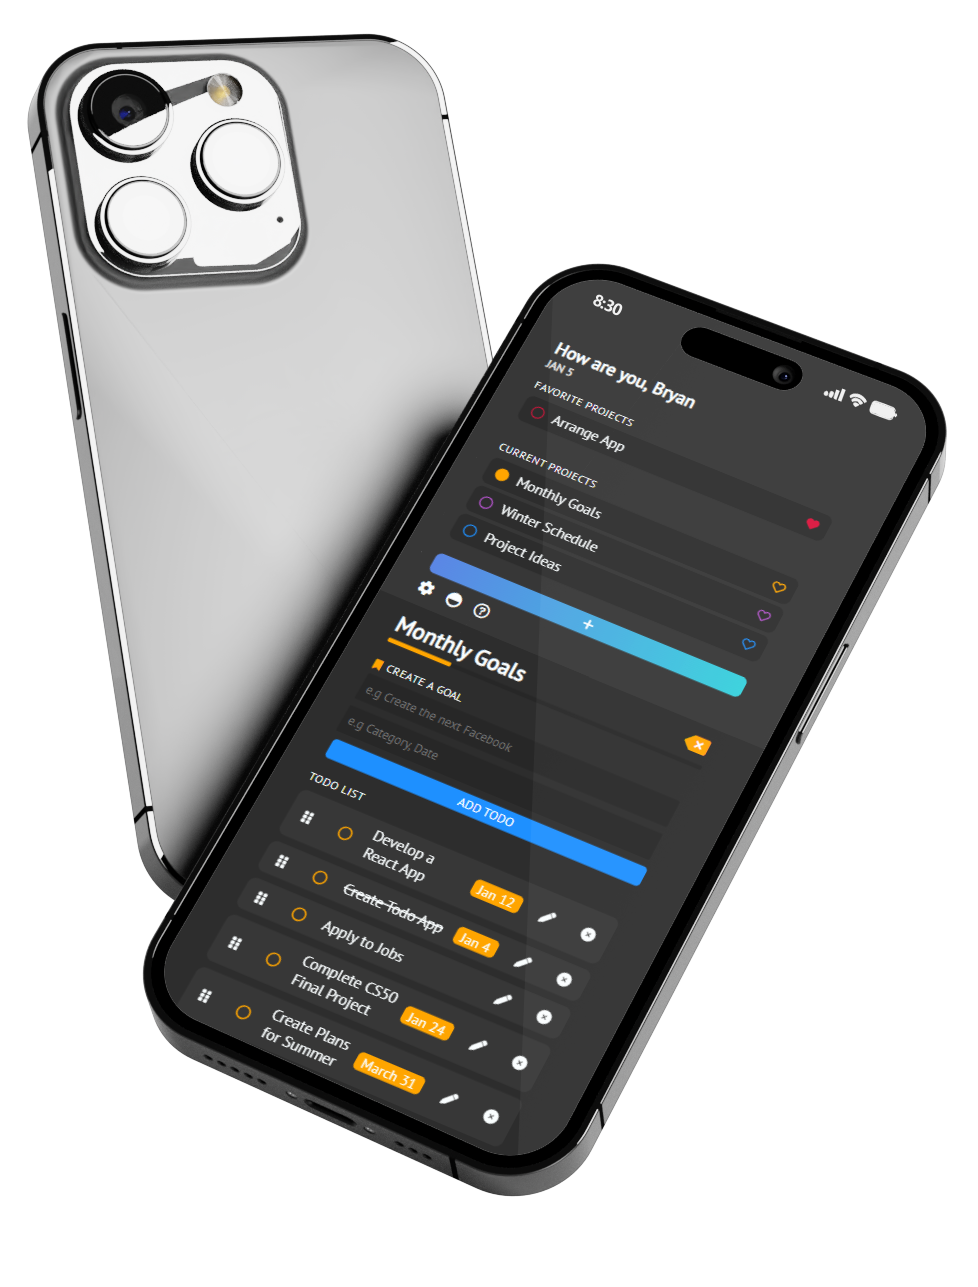 8:30
How are you, Bryan
JAN 5
FAVORITE PROJECTS
Arrange App
CURRENT PROJECTS
Monthly Goals
Winter Schedule
Project Ideas
+
Monthly Goals
CREATE A GOAL
e.g Create the next Facebook
e.g Category, Date
ADD TODO
TODO LIST
Develop a
React App
Jan 12
Create Todo App
Jan 4
Apply to Jobs
Complete CS50
Final Project
Jan 24
Create Plans
for Summer
March 31